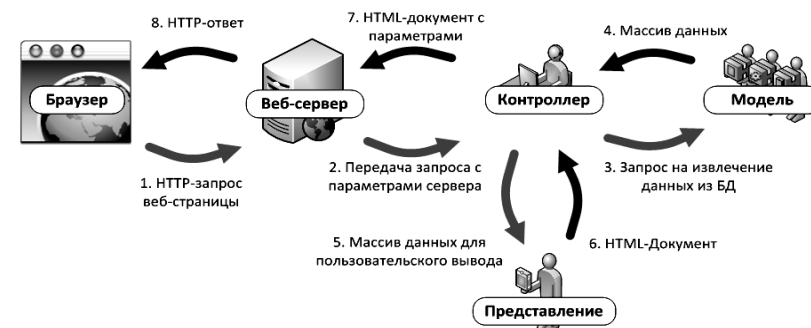 8. HTTP-ответ
7. HTML-документ с
параметрами
4. Массив данных
Браузер
Веб-сервер
Контроллер
Модель
1. HTTP-запрос
веб-страницы
2. Передача запроса с
параметрами сервера
3. Запрос на извлечение
данных из БД
5. Массив данных для
пользовательского вывода
6. HTML-Документ
Представление